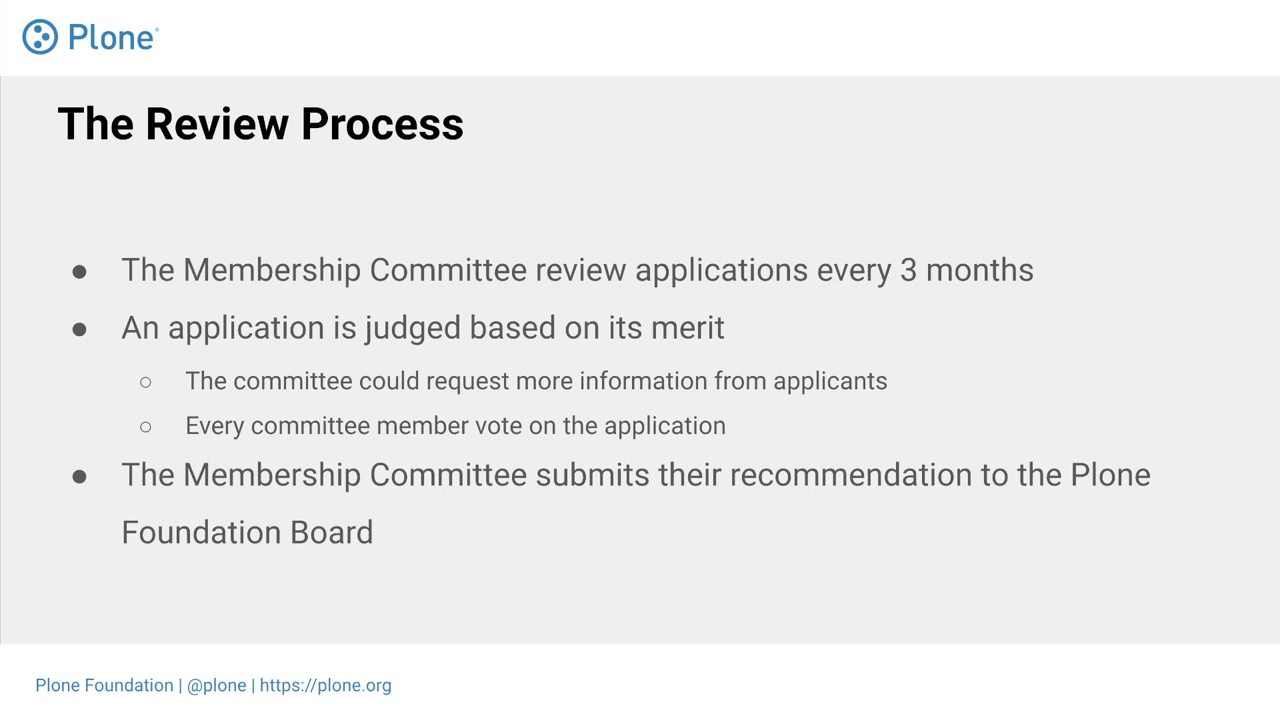 Plone
The Review Process
● The Membership Committee review applications every 3 months
● An application is judged based on its merit
○ The committee could request more information from applicants
○ Every committee member vote on the application
● The Membership Committee submits their recommendation to the Plone
Foundation Board
Plone Foundation | @plone | https://plone.org